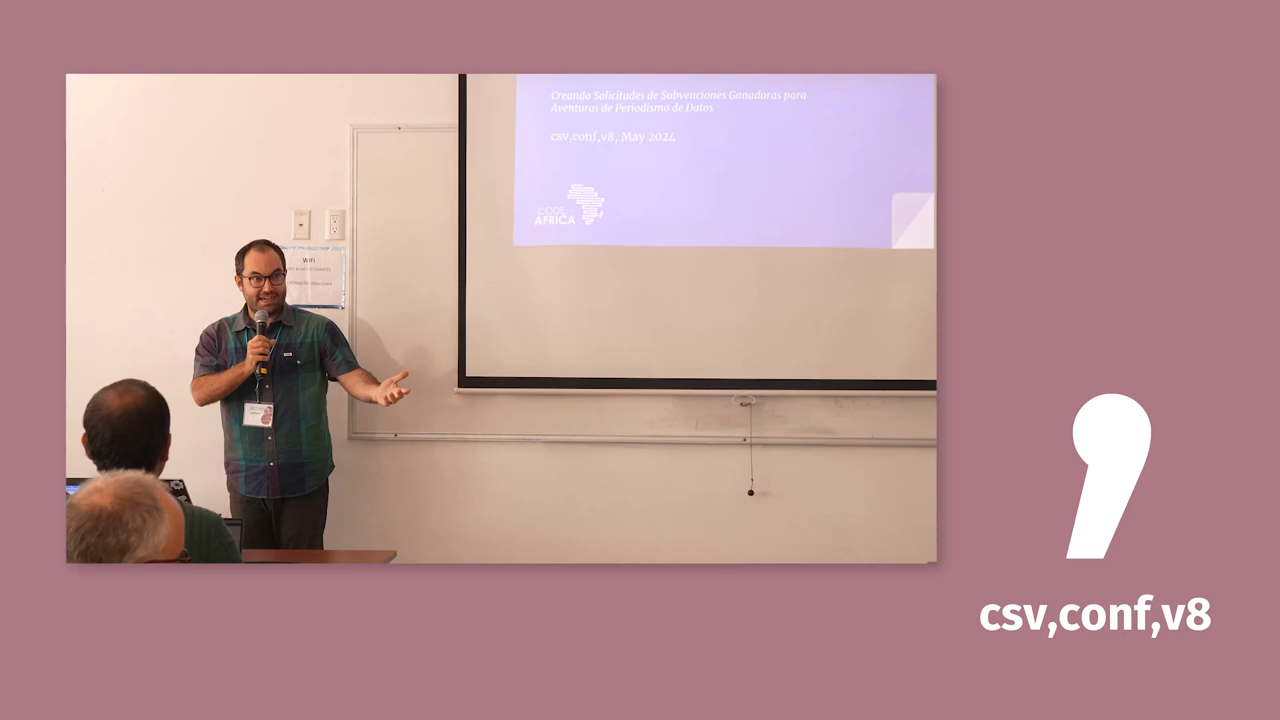 Creando Solicitudes de Subvenciones Ganadoras para
Aventuras de Periodismo de Datos
csv,conf,v8, May 2024
CODE
AFRICA
WIFI
csv,conf,v8